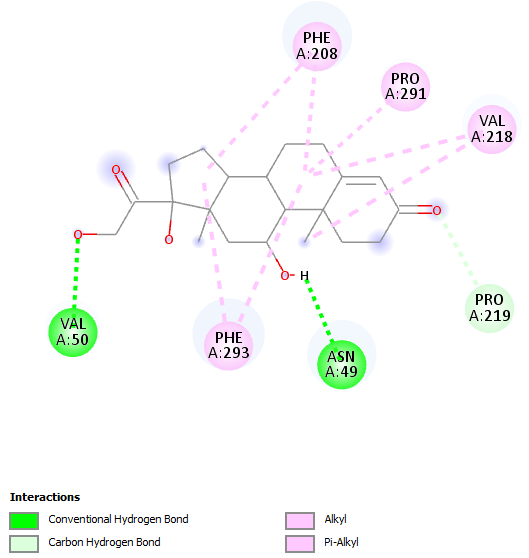 PHE
A:208
PRO
A:291
VAL
A:218
O
O
O
O
O
H
PRO
A:219
VAL
A:50
PHE
A:293
ASN
A:49
Interactions
Conventional Hydrogen Bond
Alkyl
Carbon Hydrogen Bond
Pi-Alkyl